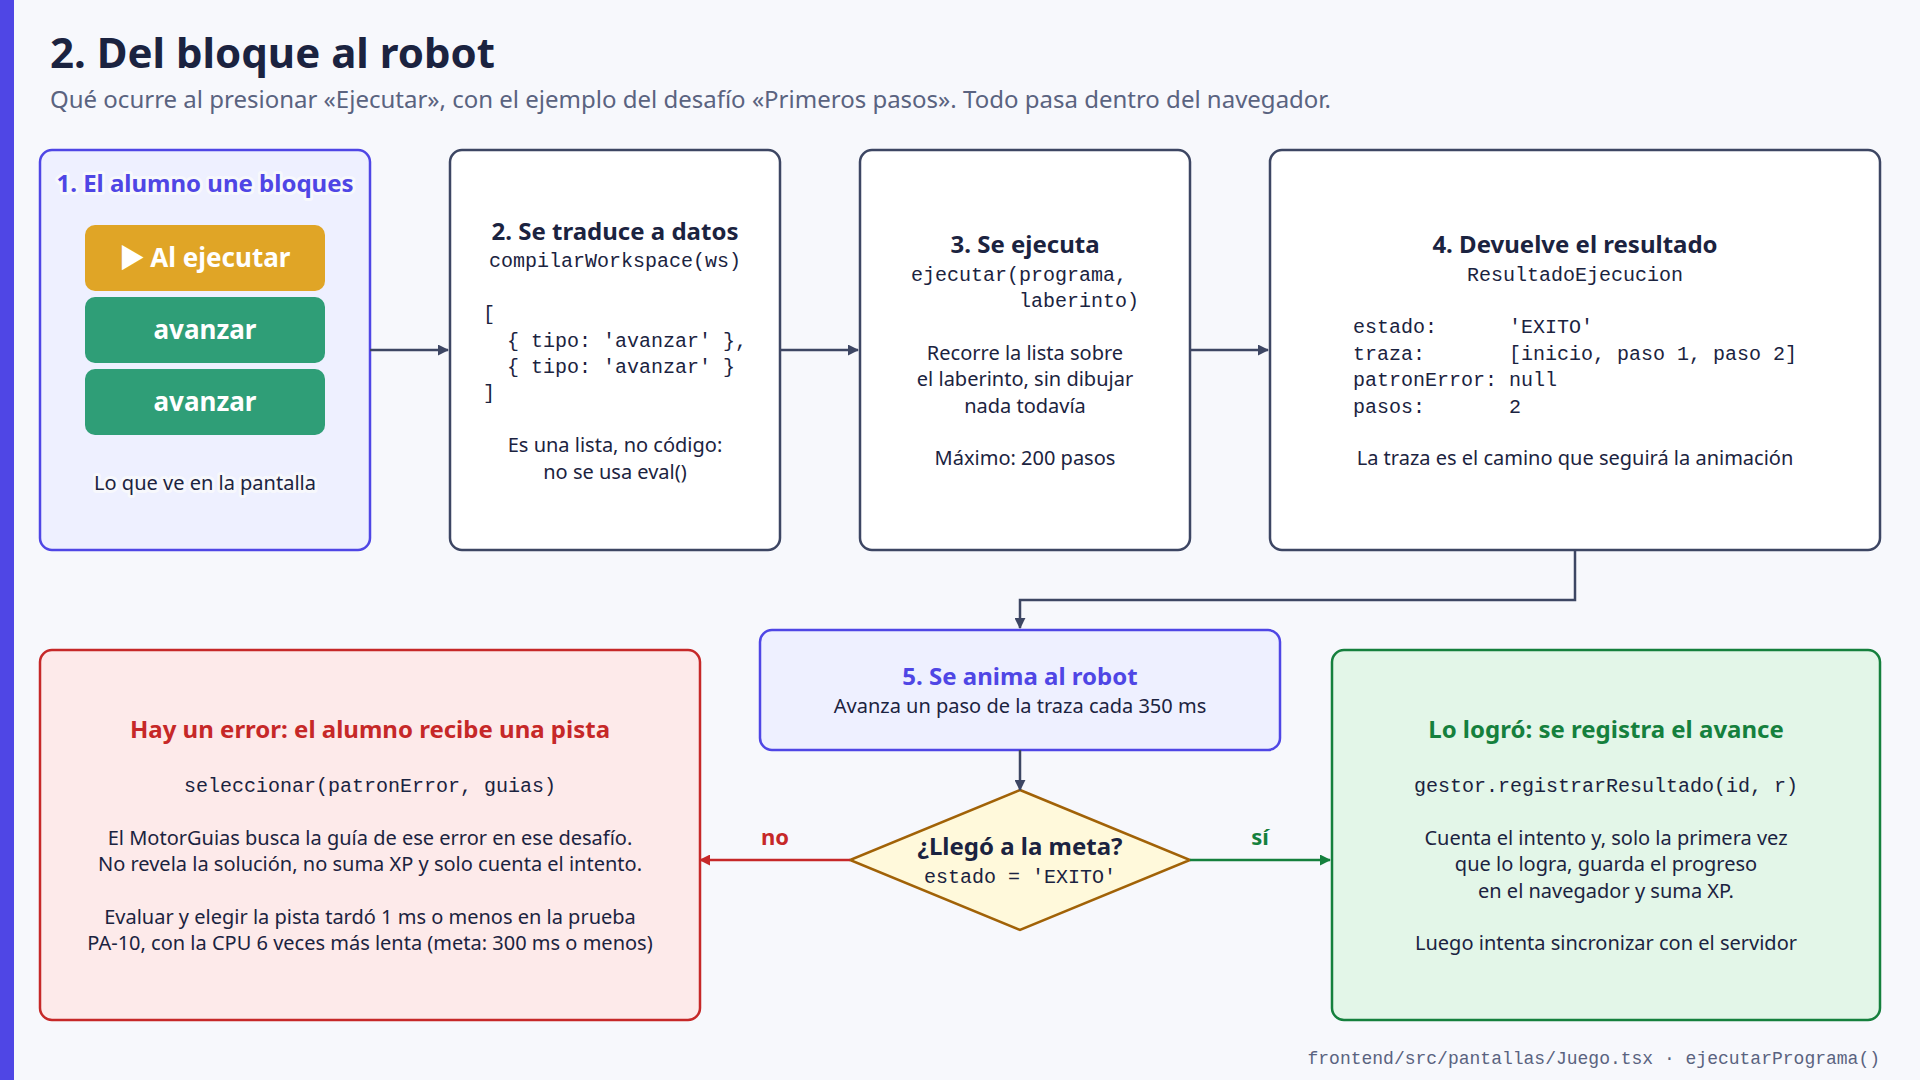 2. Del bloque al robot
Qué ocurre al presionar «Ejecutar», con el ejemplo del desafío «Primeros pasos». Todo pasa dentro del navegador.
1. El alumno une bloques
▶ Al ejecutar
avanzar
avanzar
Lo que ve en la pantalla
2. Se traduce a datos
compilarWorkspace(ws)
[
  { tipo: 'avanzar' },
  { tipo: 'avanzar' }
]
Es una lista, no código:
no se usa eval()
3. Se ejecuta
ejecutar(programa,
         laberinto)
Recorre la lista sobre
el laberinto, sin dibujar
nada todavía
Máximo: 200 pasos
4. Devuelve el resultado
ResultadoEjecucion
estado:      'EXITO'
traza:       [inicio, paso 1, paso 2]
patronError: null
pasos:       2
La traza es el camino que seguirá la animación
5. Se anima al robot
Avanza un paso de la traza cada 350 ms
¿Llegó a la meta?
estado = 'EXITO'
no
sí
Hay un error: el alumno recibe una pista
seleccionar(patronError, guias)
El MotorGuias busca la guía de ese error en ese desafío.
No revela la solución, no suma XP y solo cuenta el intento.
Evaluar y elegir la pista tardó 1 ms o menos en la prueba
PA-10, con la CPU 6 veces más lenta (meta: 300 ms o menos)
Lo logró: se registra el avance
gestor.registrarResultado(id, r)
Cuenta el intento y, solo la primera vez
que lo logra, guarda el progreso
en el navegador y suma XP.
Luego intenta sincronizar con el servidor
frontend/src/pantallas/Juego.tsx · ejecutarPrograma()